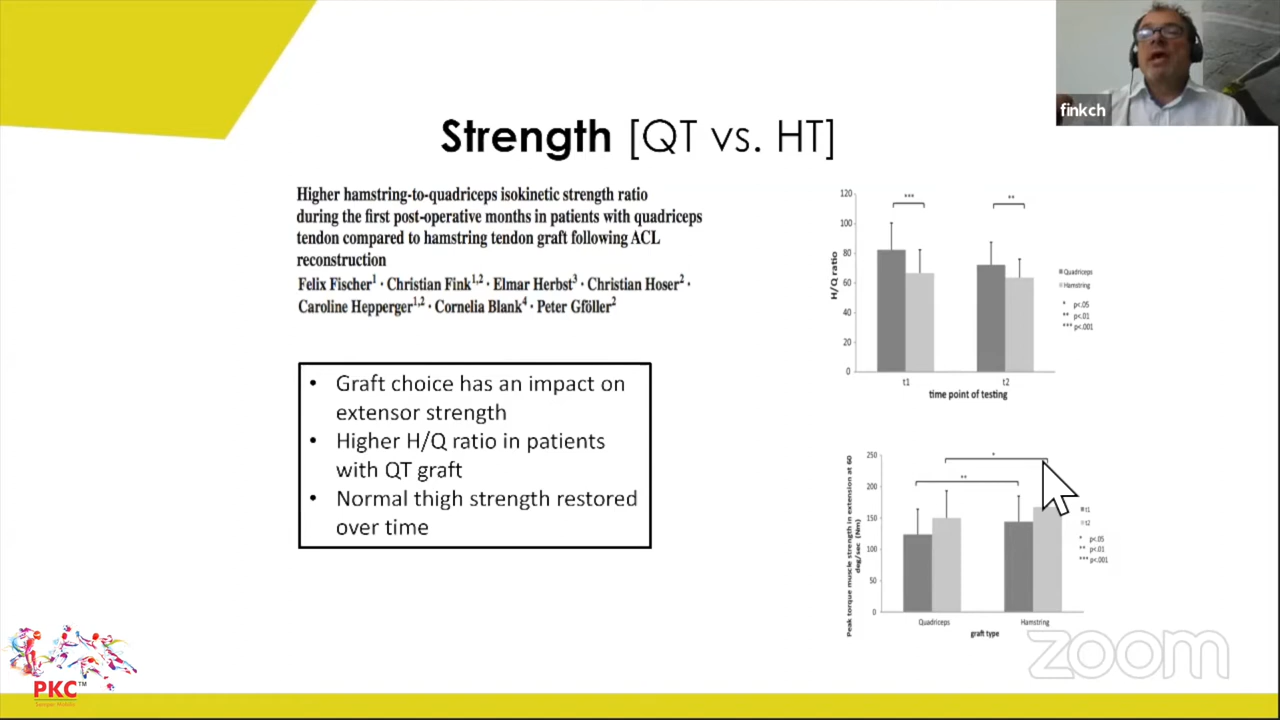 finkch
Strength [QT vs. HT]
Higher hamstring-to-quadriceps isokinetic strength ratio
during the first post-operative months in patients with quadriceps
tendon compared to hamstring tendon graft following ACL
reconstruction
Felix Fischer¹ · Christian Fink¹,² · Elmar Herbst³ · Christian Hoser² ·
Caroline Hepperger¹,² · Cornelia Blank⁴ · Peter Gföller²
• Graft choice has an impact on
extensor strength
• Higher H/Q ratio in patients
with QT graft
• Normal thigh strength restored
over time
H/Q ratio
120
100
80
60
40
20
0
***
**
t1
t2
time point of testing
Quadriceps
Hamstring
* p<.05
** p<.01
*** p<.001
Peak torque muscle strength in extension at 60
deg/sec (Nm)
250
200
150
100
50
0
*
**
Quadriceps
Hamstring
graft type
t1
t2
* p<.05
** p<.01
*** p<.001
PKC™
Semper Mobilis
zoom